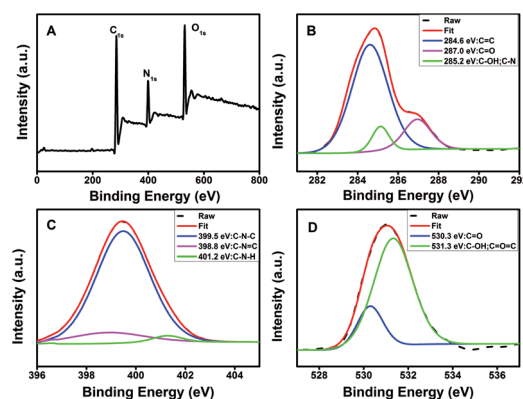 A
C1s
N1s
O1s
Intensity (a.u.)
0 200 400 600 800
Binding Energy (eV)
B
Raw
Fit
284.6 eV:C=C
287.0 eV:C=O
285.2 eV:C-OH;C-N
Intensity (a.u.)
282 284 286 288 290 292
Binding Energy (eV)
C
Raw
Fit
399.5 eV:C-N-C
398.8 eV:C-N=C
401.2 eV:C-N-H
Intensity (a.u.)
396 398 400 402 404
Binding Energy (eV)
D
Raw
Fit
530.3 eV:C=O
531.3 eV:C-OH;C=O=C
Intensity (a.u.)
528 530 532 534 536
Binding Energy (eV)